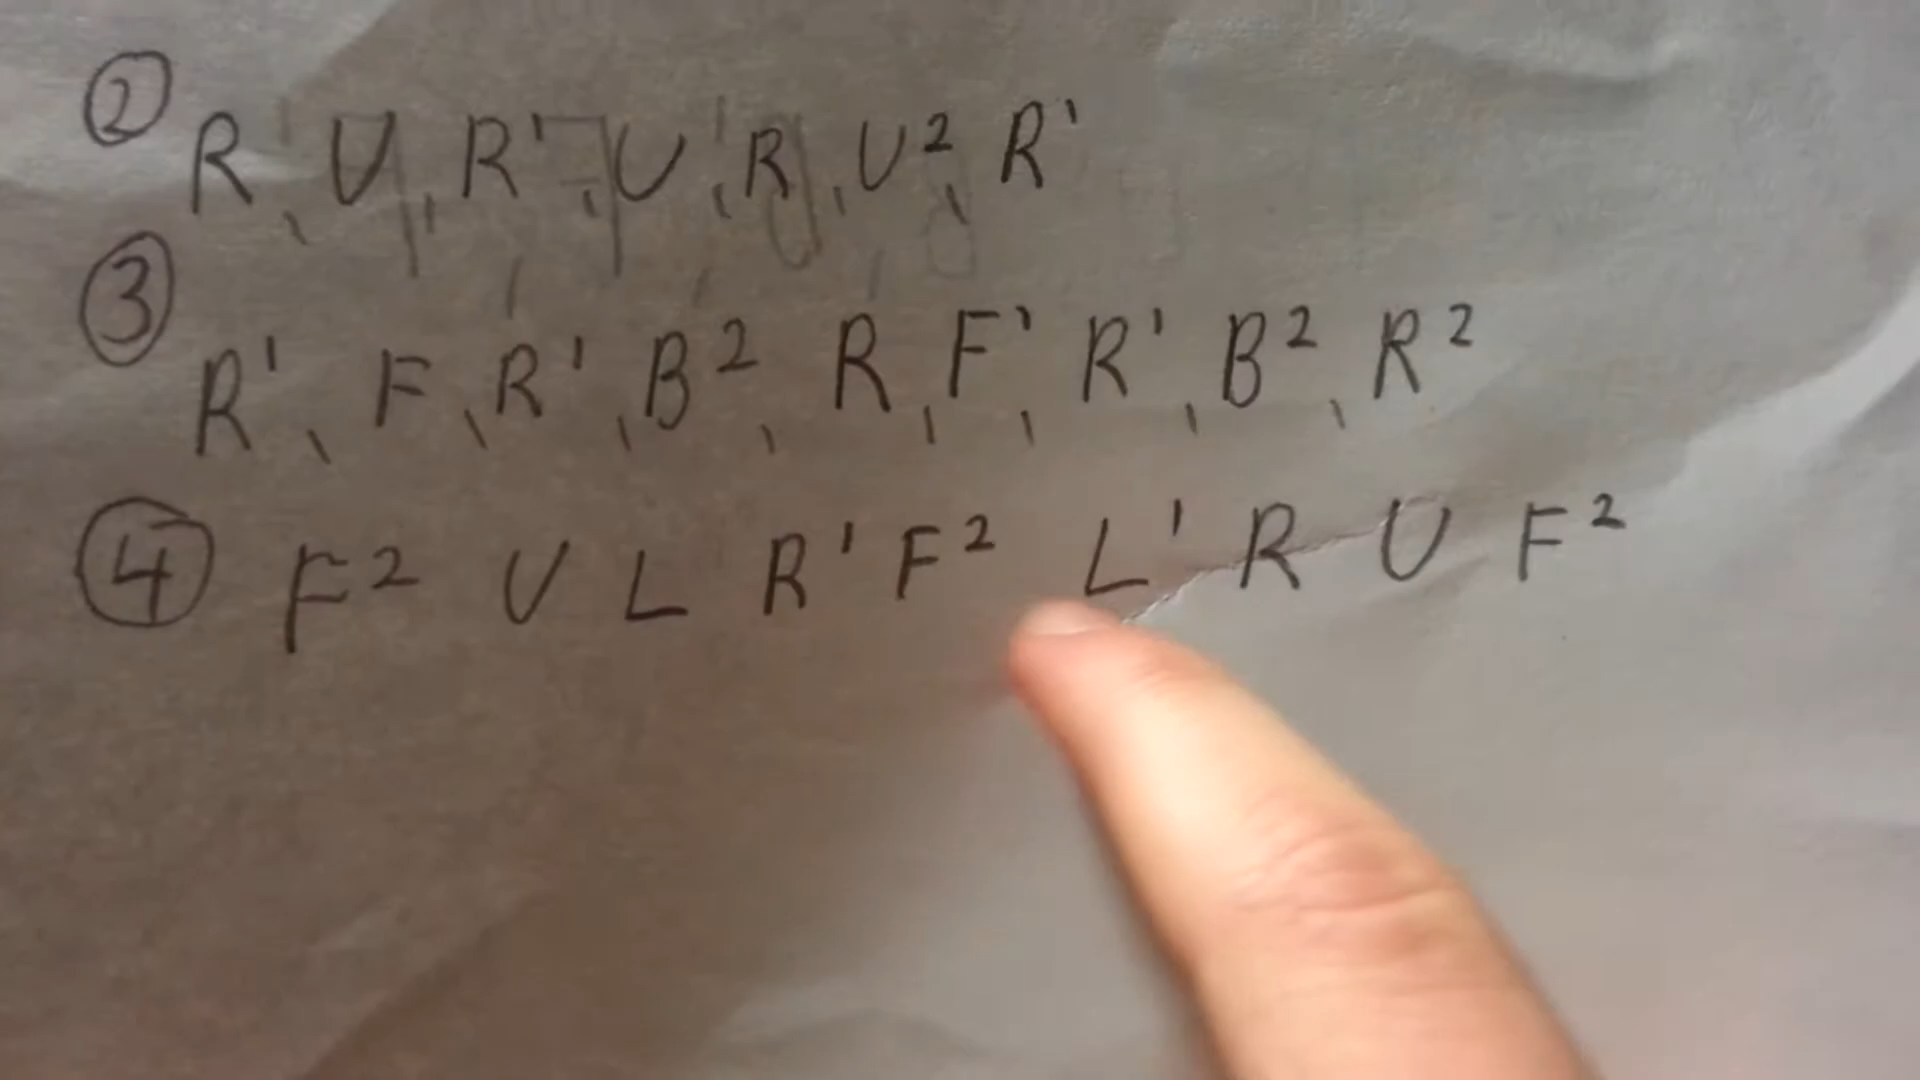 ② R, U, R', U, R, U², R'
③ R', F, R', B², R, F', R', B², R²
④ F² U L R' F² L' R U F²